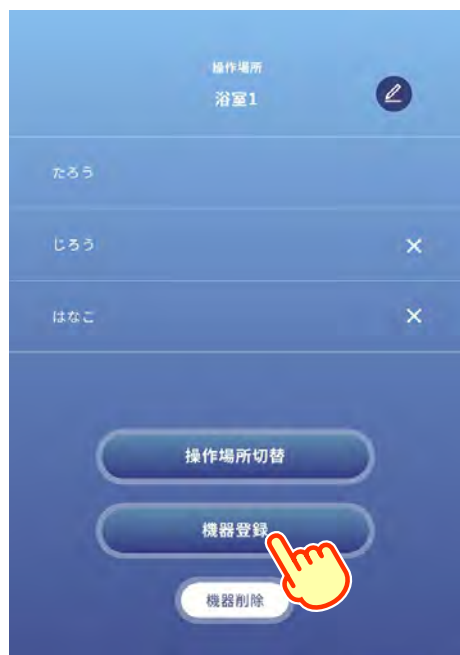 操作場所
浴室1
たろう
じろう
はなこ
操作場所切替
機器登録
機器削除